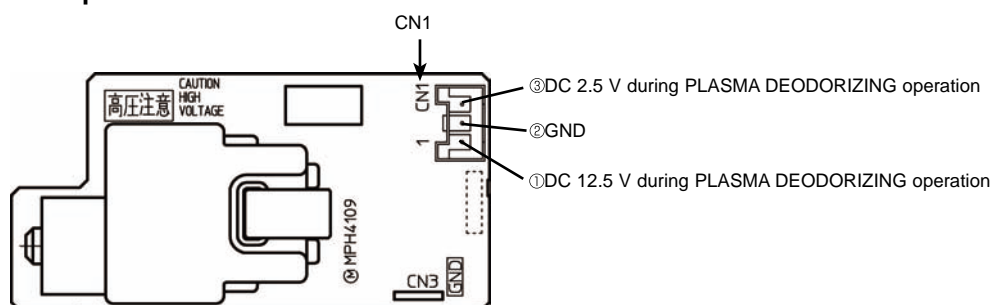 CN1
CAUTION
HIGH
VOLTAGE
高圧注意
CN1
1
③DC 2.5 V during PLASMA DEODORIZING operation
②GND
①DC 12.5 V during PLASMA DEODORIZING operation
Ⓜ MPH4109
CN3
GND